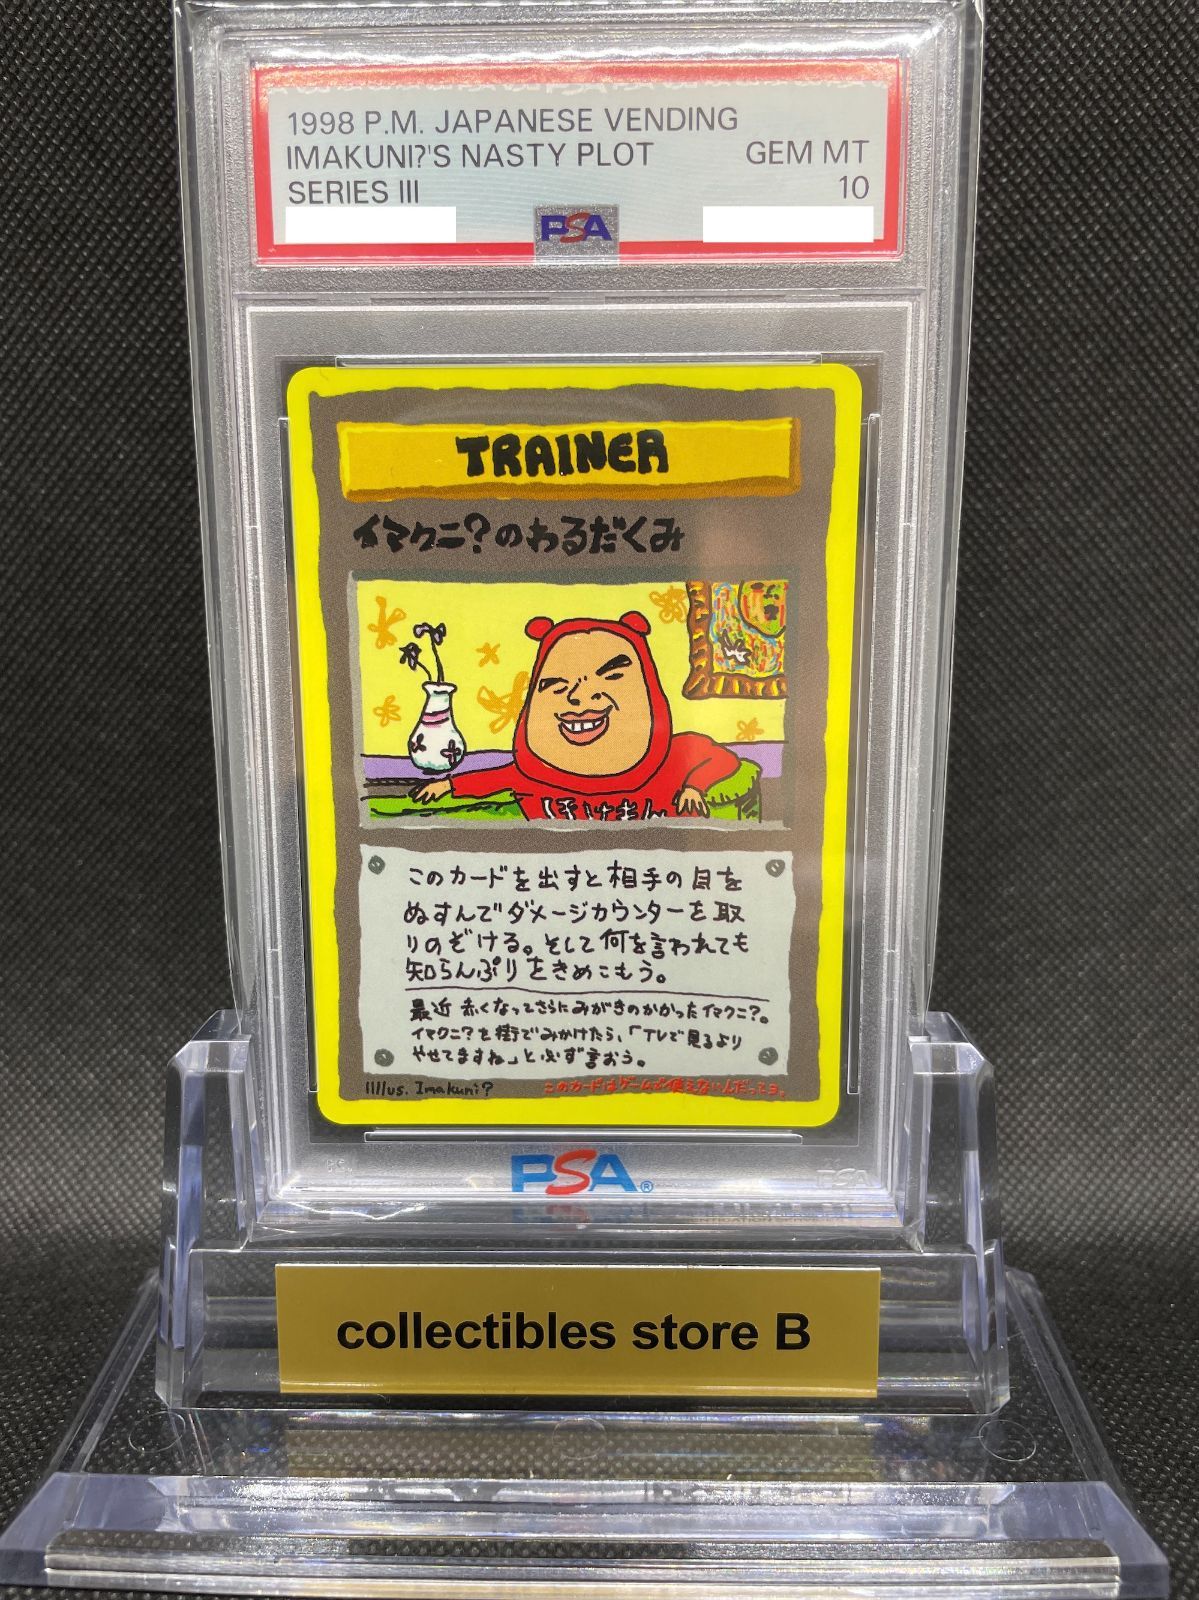 1998 P.M. JAPANESE VENDING
IMAKUNI?'S NASTY PLOT GEM MT
SERIES III 10
PSA
TRAINER
イマクニ?のわるだくみ
ぽけもん
このカードを出すと相手の目を
ぬすんでダメージカウンターを取
りのぞける。そして何を言われても
知らんぷりをきめこもう。
最近赤くなってさらにみがきのかかったイマクニ?。
イマクニ?を街でみかけたら、「TVで見るより
やせてますね」と必ず言おう。
Illus. Imakuni?
このカードはゲームで使えないんだってヨ。
PSA®
PSA
collectibles store B